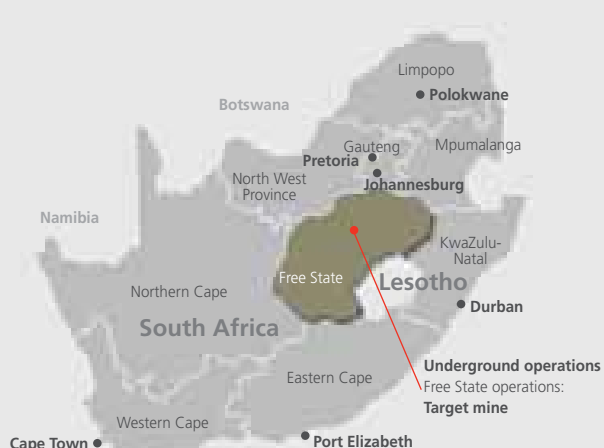 Limpopo
Polokwane
Botswana
Gauteng
Mpumalanga
Pretoria
North West
Province
Johannesburg
Namibia
KwaZulu-
Natal
Free State
Lesotho
Northern Cape
Durban
South Africa
Underground operations
Free State operations:
Target mine
Eastern Cape
Western Cape
Cape Town
Port Elizabeth